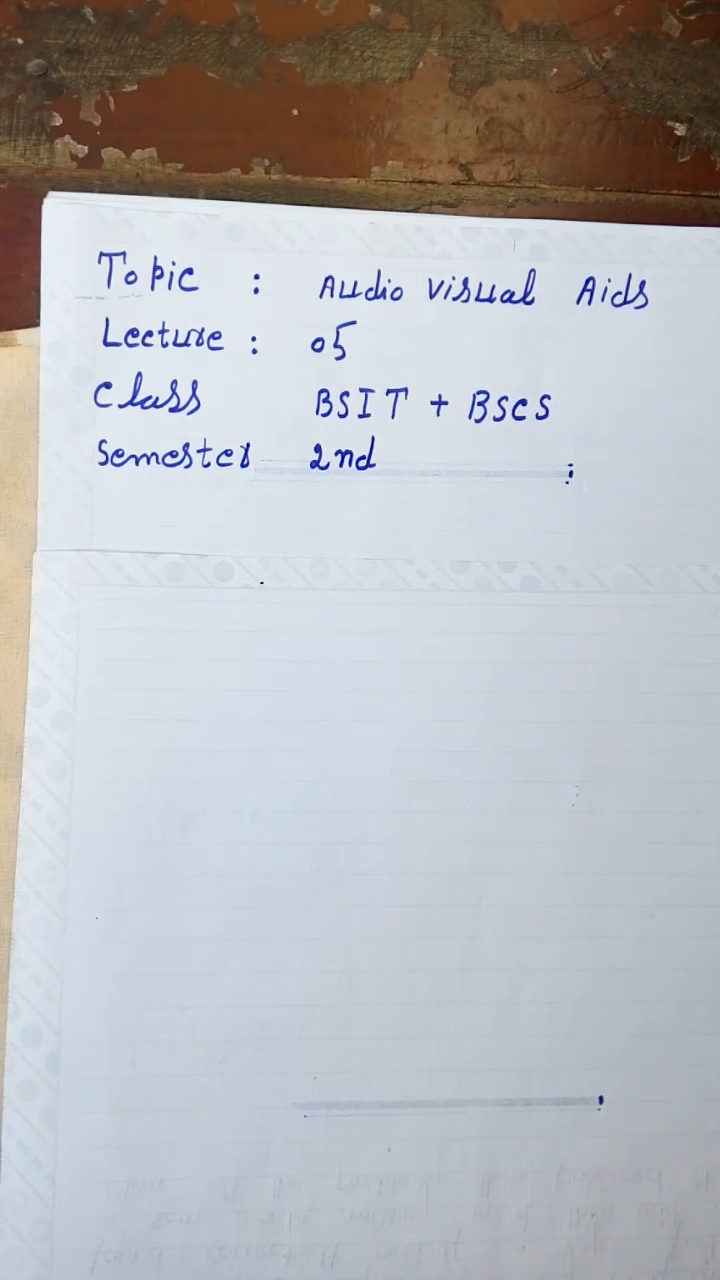 Topic : Audio Visual Aids
Lecture : 05
Class BSIT + BSCS
Semester 2nd